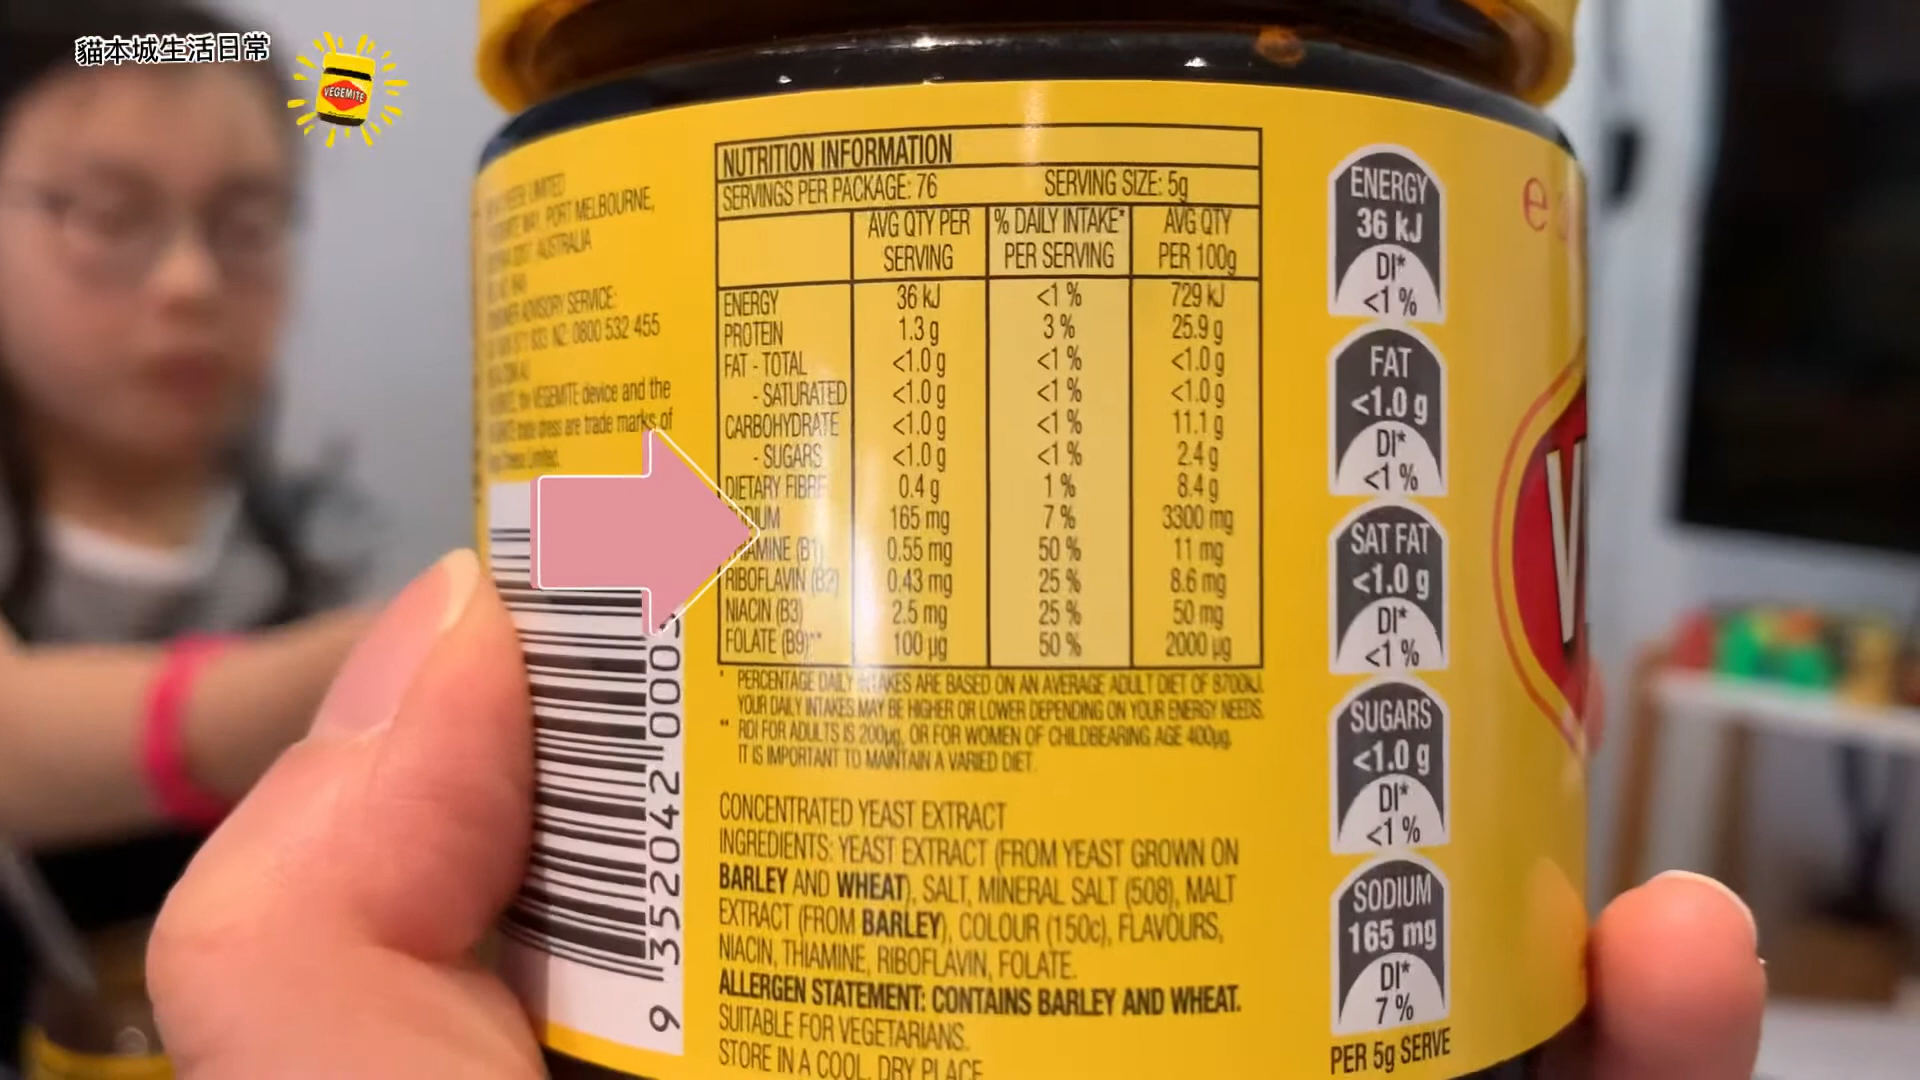 貓本城生活日常
VEGEMITE
LIMITED
PORT MELBOURNE,
AUSTRALIA
ADVISORY SERVICE:
NZ: 0800 532 455
the VEGEMITE device and the
trade dress are trade marks of
Limited.
NUTRITION INFORMATION
SERVINGS PER PACKAGE: 76 SERVING SIZE: 5g
AVG QTY PER SERVING % DAILY INTAKE* PER SERVING AVG QTY PER 100g
ENERGY 36 kJ <1 % 729 kJ
PROTEIN 1.3 g 3 % 25.9 g
FAT - TOTAL <1.0 g <1 % <1.0 g
- SATURATED <1.0 g <1 % <1.0 g
CARBOHYDRATE <1.0 g <1 % 11.1 g
- SUGARS <1.0 g <1 % 2.4 g
DIETARY FIBRE 0.4 g 1 % 8.4 g
165 mg 7 % 3300 mg
(B1) 0.55 mg 50 % 11 mg
RIBOFLAVIN (B2) 0.43 mg 25 % 8.6 mg
NIACIN (B3) 2.5 mg 25 % 50 mg
FOLATE (B9)** 100 µg 50 % 2000 µg
* PERCENTAGE DAILY INTAKES ARE BASED ON AN AVERAGE ADULT DIET OF 8700kJ.
YOUR DAILY INTAKES MAY BE HIGHER OR LOWER DEPENDING ON YOUR ENERGY NEEDS.
** RDI FOR ADULTS IS 200µg, OR FOR WOMEN OF CHILDBEARING AGE 400µg.
IT IS IMPORTANT TO MAINTAIN A VARIED DIET.
CONCENTRATED YEAST EXTRACT
INGREDIENTS: YEAST EXTRACT (FROM YEAST GROWN ON
BARLEY AND WHEAT), SALT, MINERAL SALT (508), MALT
EXTRACT (FROM BARLEY), COLOUR (150c), FLAVOURS,
NIACIN, THIAMINE, RIBOFLAVIN, FOLATE.
ALLERGEN STATEMENT: CONTAINS BARLEY AND WHEAT.
SUITABLE FOR VEGETARIANS.
STORE IN A COOL, DRY PLACE
ENERGY
36 kJ
DI*
<1 %
FAT
<1.0 g
DI*
<1 %
SAT FAT
<1.0 g
DI*
<1 %
SUGARS
<1.0 g
DI*
<1 %
SODIUM
165 mg
DI*
7 %
PER 5g SERVE
e
V